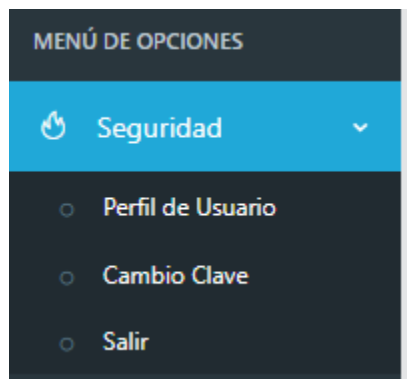 MENÚ DE OPCIONES
Seguridad
Perfil de Usuario
Cambio Clave
Salir